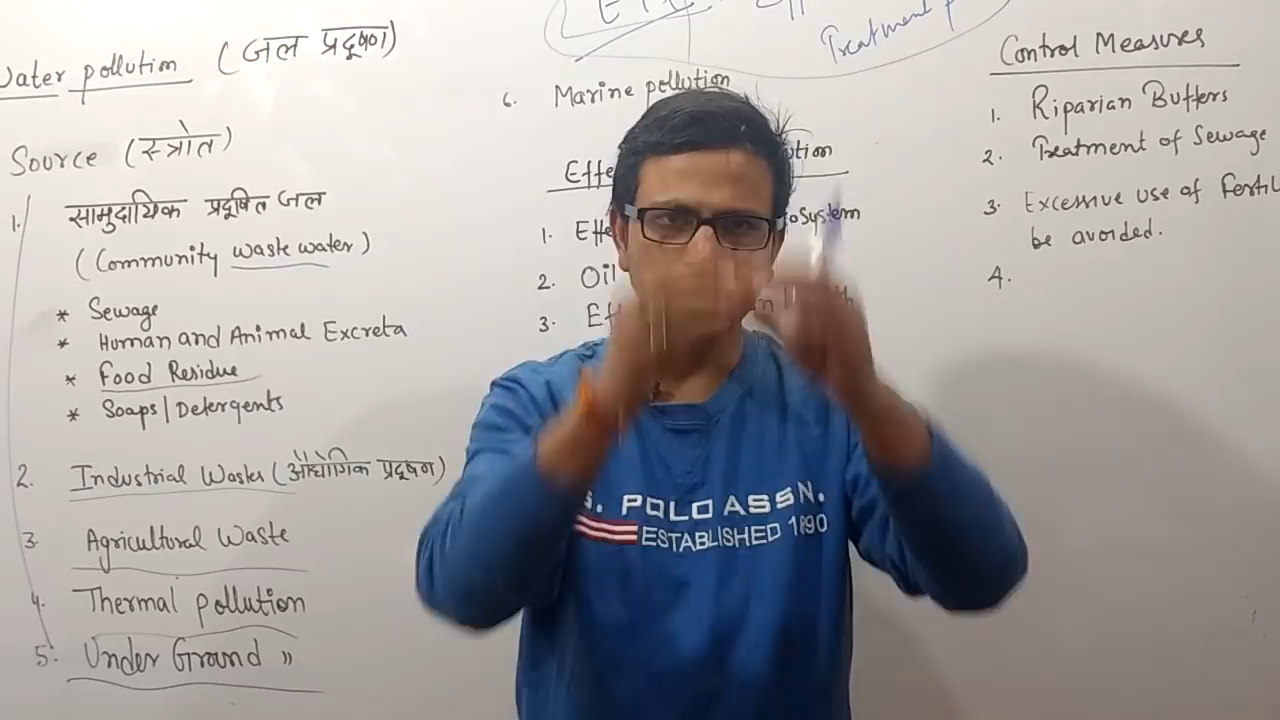 Water pollution (जल प्रदूषण)
Source (स्त्रोत)
1. सामुदायिक प्रदूषित जल
(Community waste water)
* Sewage
* Human and Animal Excreta
* Food Residue
* Soaps/Detergents
2. Industrial Wastes (औद्योगिक प्रदूषण)
3. Agricultural Waste
4. Thermal pollution
5. Under Ground "
Treatment
6. Marine pollution
1.
2. Oil
3.
Control Measures
1. Riparian Buffers
2. Treatment of Sewage
3. Excessive use of Fertil
be avoided.
4.
S. POLO ASSN.
ESTABLISHED 1890